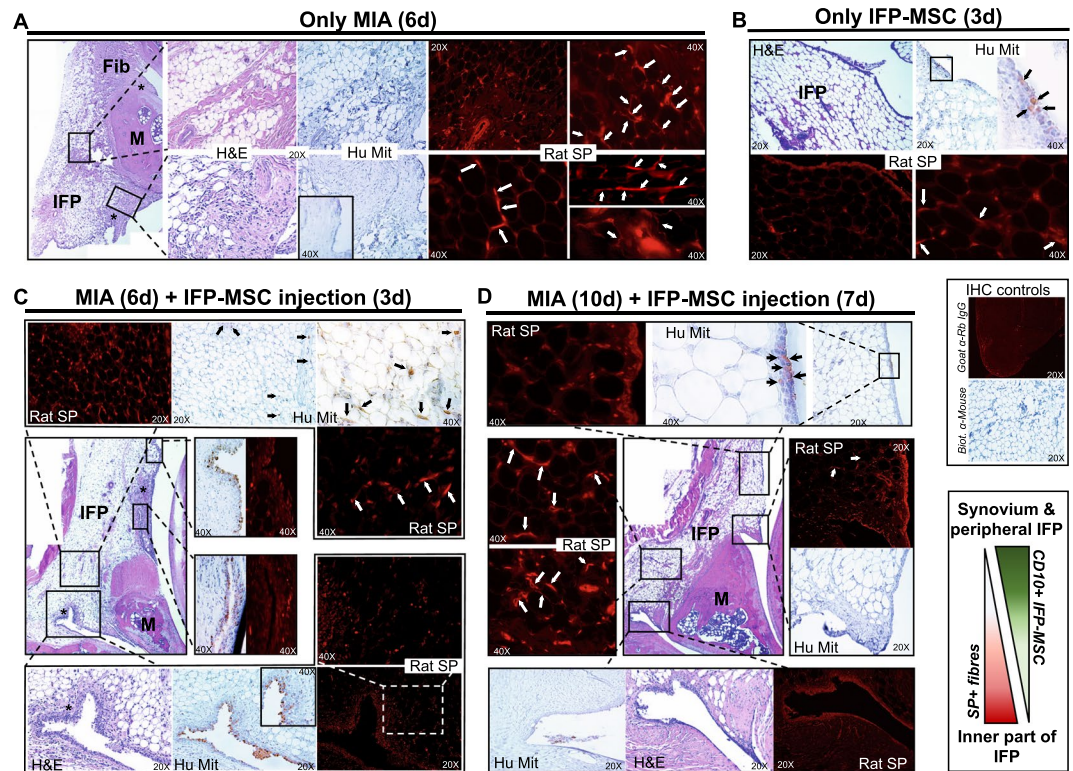 A
Only MIA (6d)
Fib
*
M
IFP
*
H&E
20X
Hu Mit
40X
20X
40X
Rat SP
40X
40X
40X
B
Only IFP-MSC (3d)
H&E
IFP
20X
Hu Mit
20X
40X
Rat SP
20X
40X
C
MIA (6d) + IFP-MSC injection (3d)
Rat SP
20X
20X
Hu Mit
40X
IFP
*
*
M
40X
40X
40X
40X
Rat SP
40X
20X
Rat SP
*
H&E
20X
40X
Hu Mit
20X
20X
D
MIA (10d) + IFP-MSC injection (7d)
Rat SP
40X
Hu Mit
40X
20X
40X
Rat SP
40X
IFP
M
Rat SP
20X
Hu Mit
20X
Hu Mit
20X
H&E
20X
Rat SP
20X
IHC controls
Goat α-Rb IgG
20X
Biot. α-Mouse
20X
Synovium &
peripheral IFP
CD10+ IFP-MSC
SP+ fibres
Inner part of
IFP